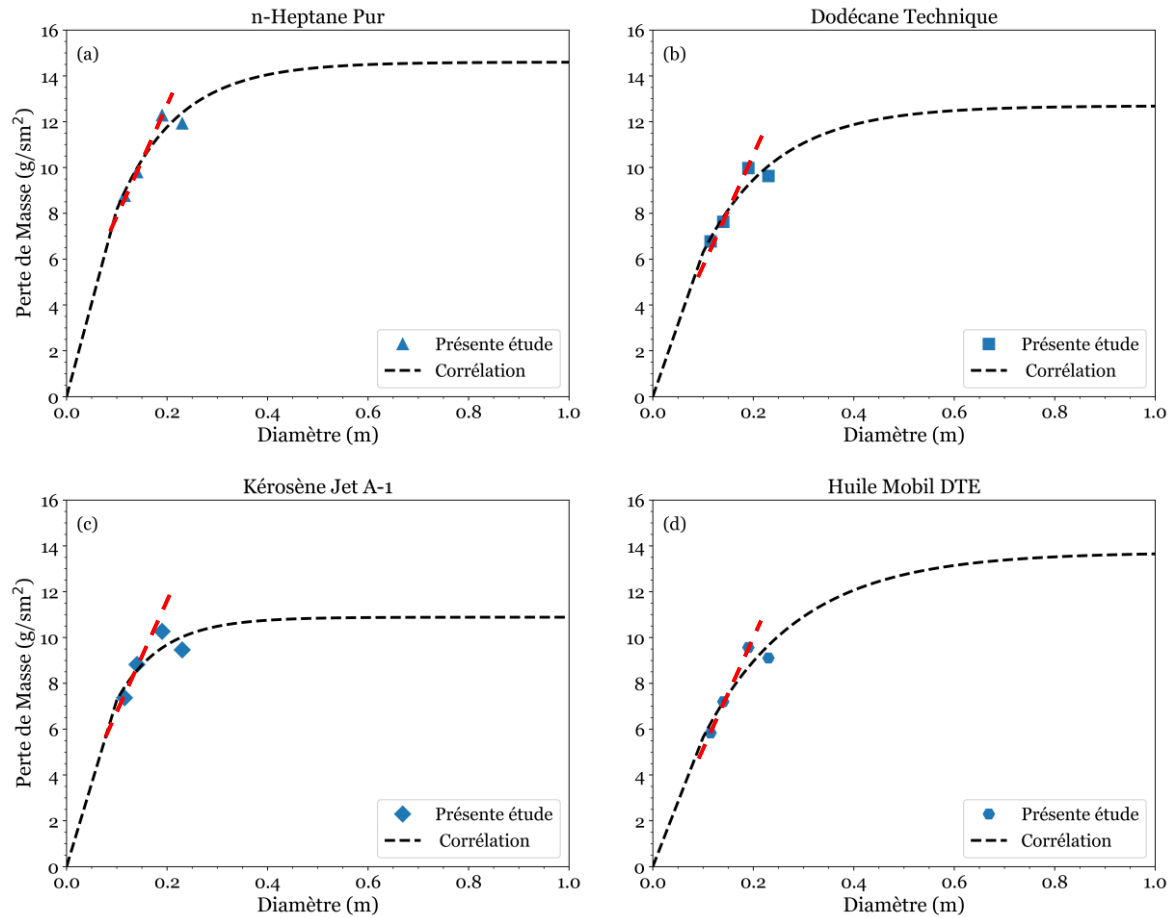 n-Heptane Pur
(a)
Perte de Masse (g/sm²)
16
14
12
10
8
6
4
2
0
0.0 0.2 0.4 0.6 0.8 1.0
Diamètre (m)
Présente étude
Corrélation
Dodécane Technique
(b)
16
14
12
10
8
6
4
2
0
0.0 0.2 0.4 0.6 0.8 1.0
Diamètre (m)
Présente étude
Corrélation
Kérosène Jet A-1
(c)
Perte de Masse (g/sm²)
16
14
12
10
8
6
4
2
0
0.0 0.2 0.4 0.6 0.8 1.0
Diamètre (m)
Présente étude
Corrélation
Huile Mobil DTE
(d)
16
14
12
10
8
6
4
2
0
0.0 0.2 0.4 0.6 0.8 1.0
Diamètre (m)
Présente étude
Corrélation